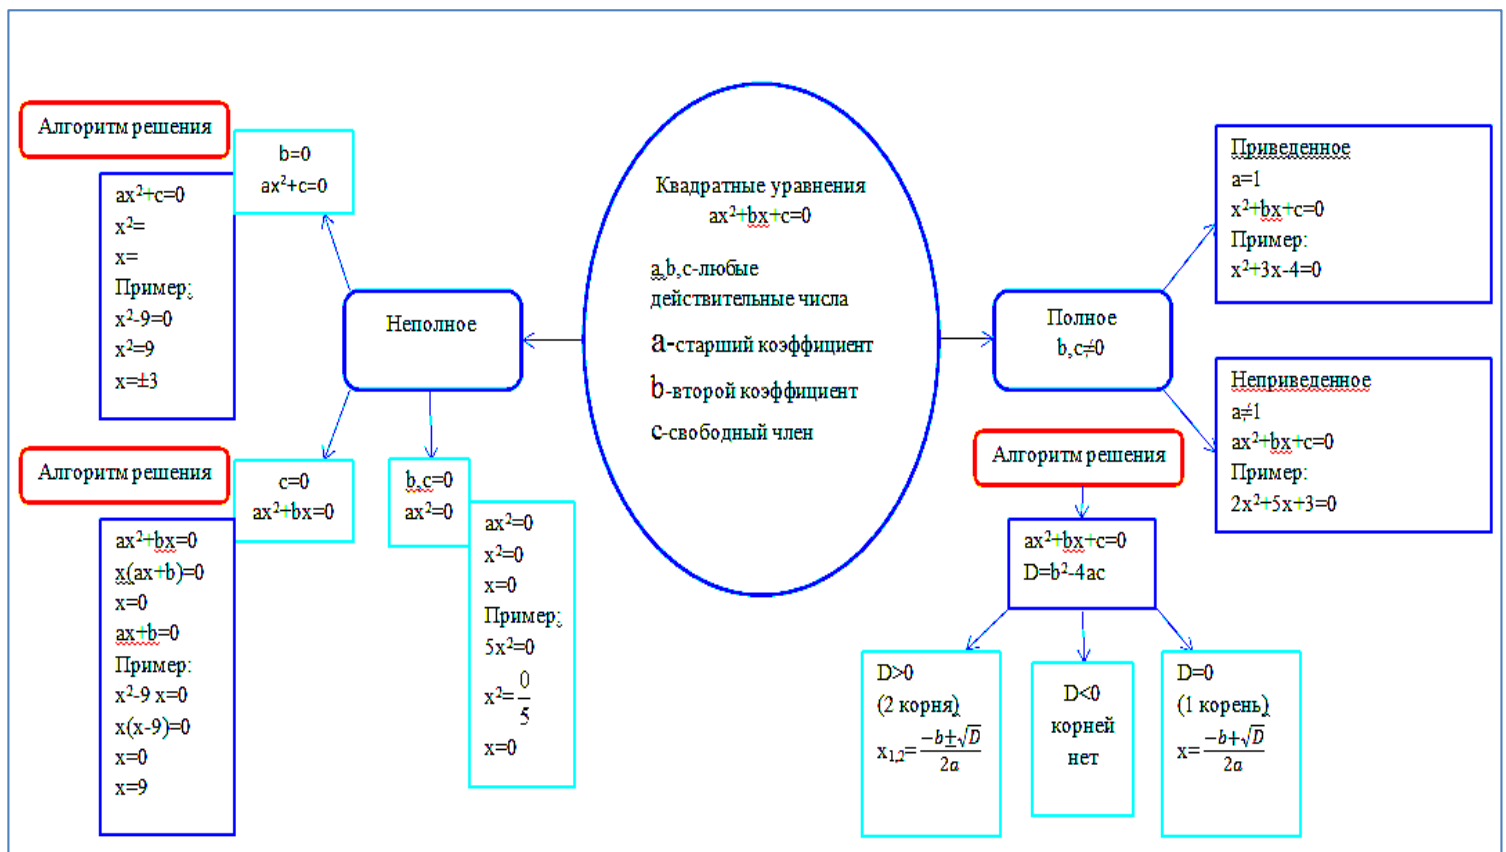 Квадратные уравнения
ax²+bx+c=0
a,b,c-любые
действительные числа
a-старший коэффициент
b-второй коэффициент
c-свободный член
Неполное
Алгоритм решения
b=0
ax²+c=0
ax²+c=0
x²=
x=
Пример:
x²-9=0
x²=9
x=±3
Алгоритм решения
c=0
ax²+bx=0
ax²+bx=0
x(ax+b)=0
x=0
ax+b=0
Пример:
x²-9 x=0
x(x-9)=0
x=0
x=9
b,c=0
ax²=0
ax²=0
x²=0
x=0
Пример:
5x²=0
x²=0/5
x=0
Полное
b,c≠0
Приведенное
a=1
x²+bx+c=0
Пример:
x²+3x-4=0
Неприведенное
a≠1
ax²+bx+c=0
Пример:
2x²+5x+3=0
Алгоритм решения
ax²+bx+c=0
D=b²-4ac
D>0
(2 корня)
x₁,₂=(-b±√D)/2a
D<0
корней
нет
D=0
(1 корень)
x=(-b+√D)/2a